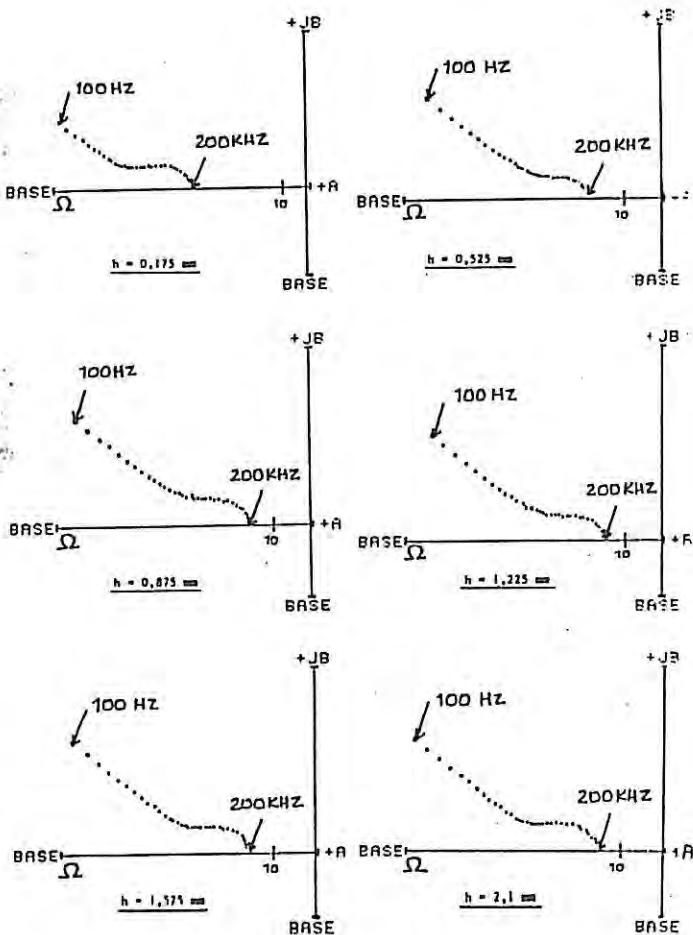 +JB
100 HZ
200KHZ
BASE
+A
10
Ω
h = 0,175 mm
BASE
+JB
100 HZ
200KHZ
BASE
10
Ω
h = 0,525 mm
BASE
+JB
100HZ
200KHZ
BASE
+A
10
Ω
h = 0,875 mm
BASE
+JB
100 HZ
200KHZ
BASE
10
Ω
h = 1,225 mm
BASE
+JB
100 HZ
200KHZ
BASE
+A
10
Ω
h = 1,575 mm
BASE
+JB
100 HZ
200KHZ
BASE
+A
10
Ω
h = 2,1 mm
BASE